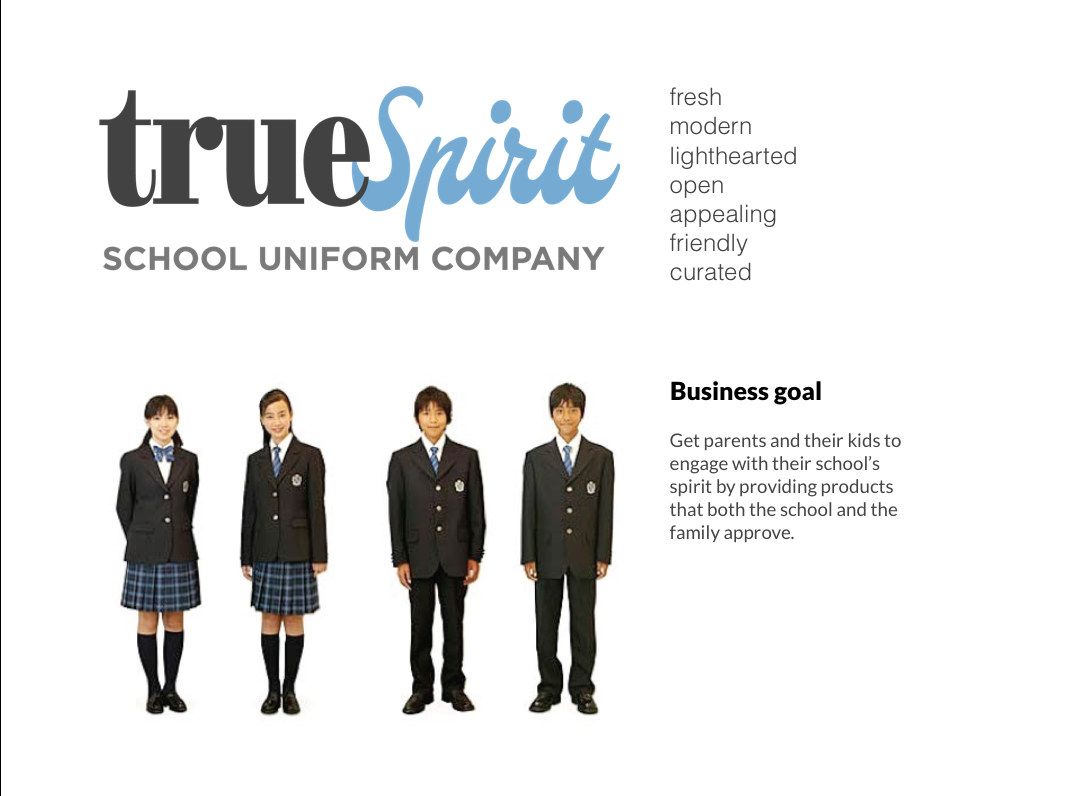 trueSpirit
SCHOOL UNIFORM COMPANY
fresh
modern
lighthearted
open
appealing
friendly
curated
Business goal
Get parents and their kids to
engage with their school’s
spirit by providing products
that both the school and the
family approve.